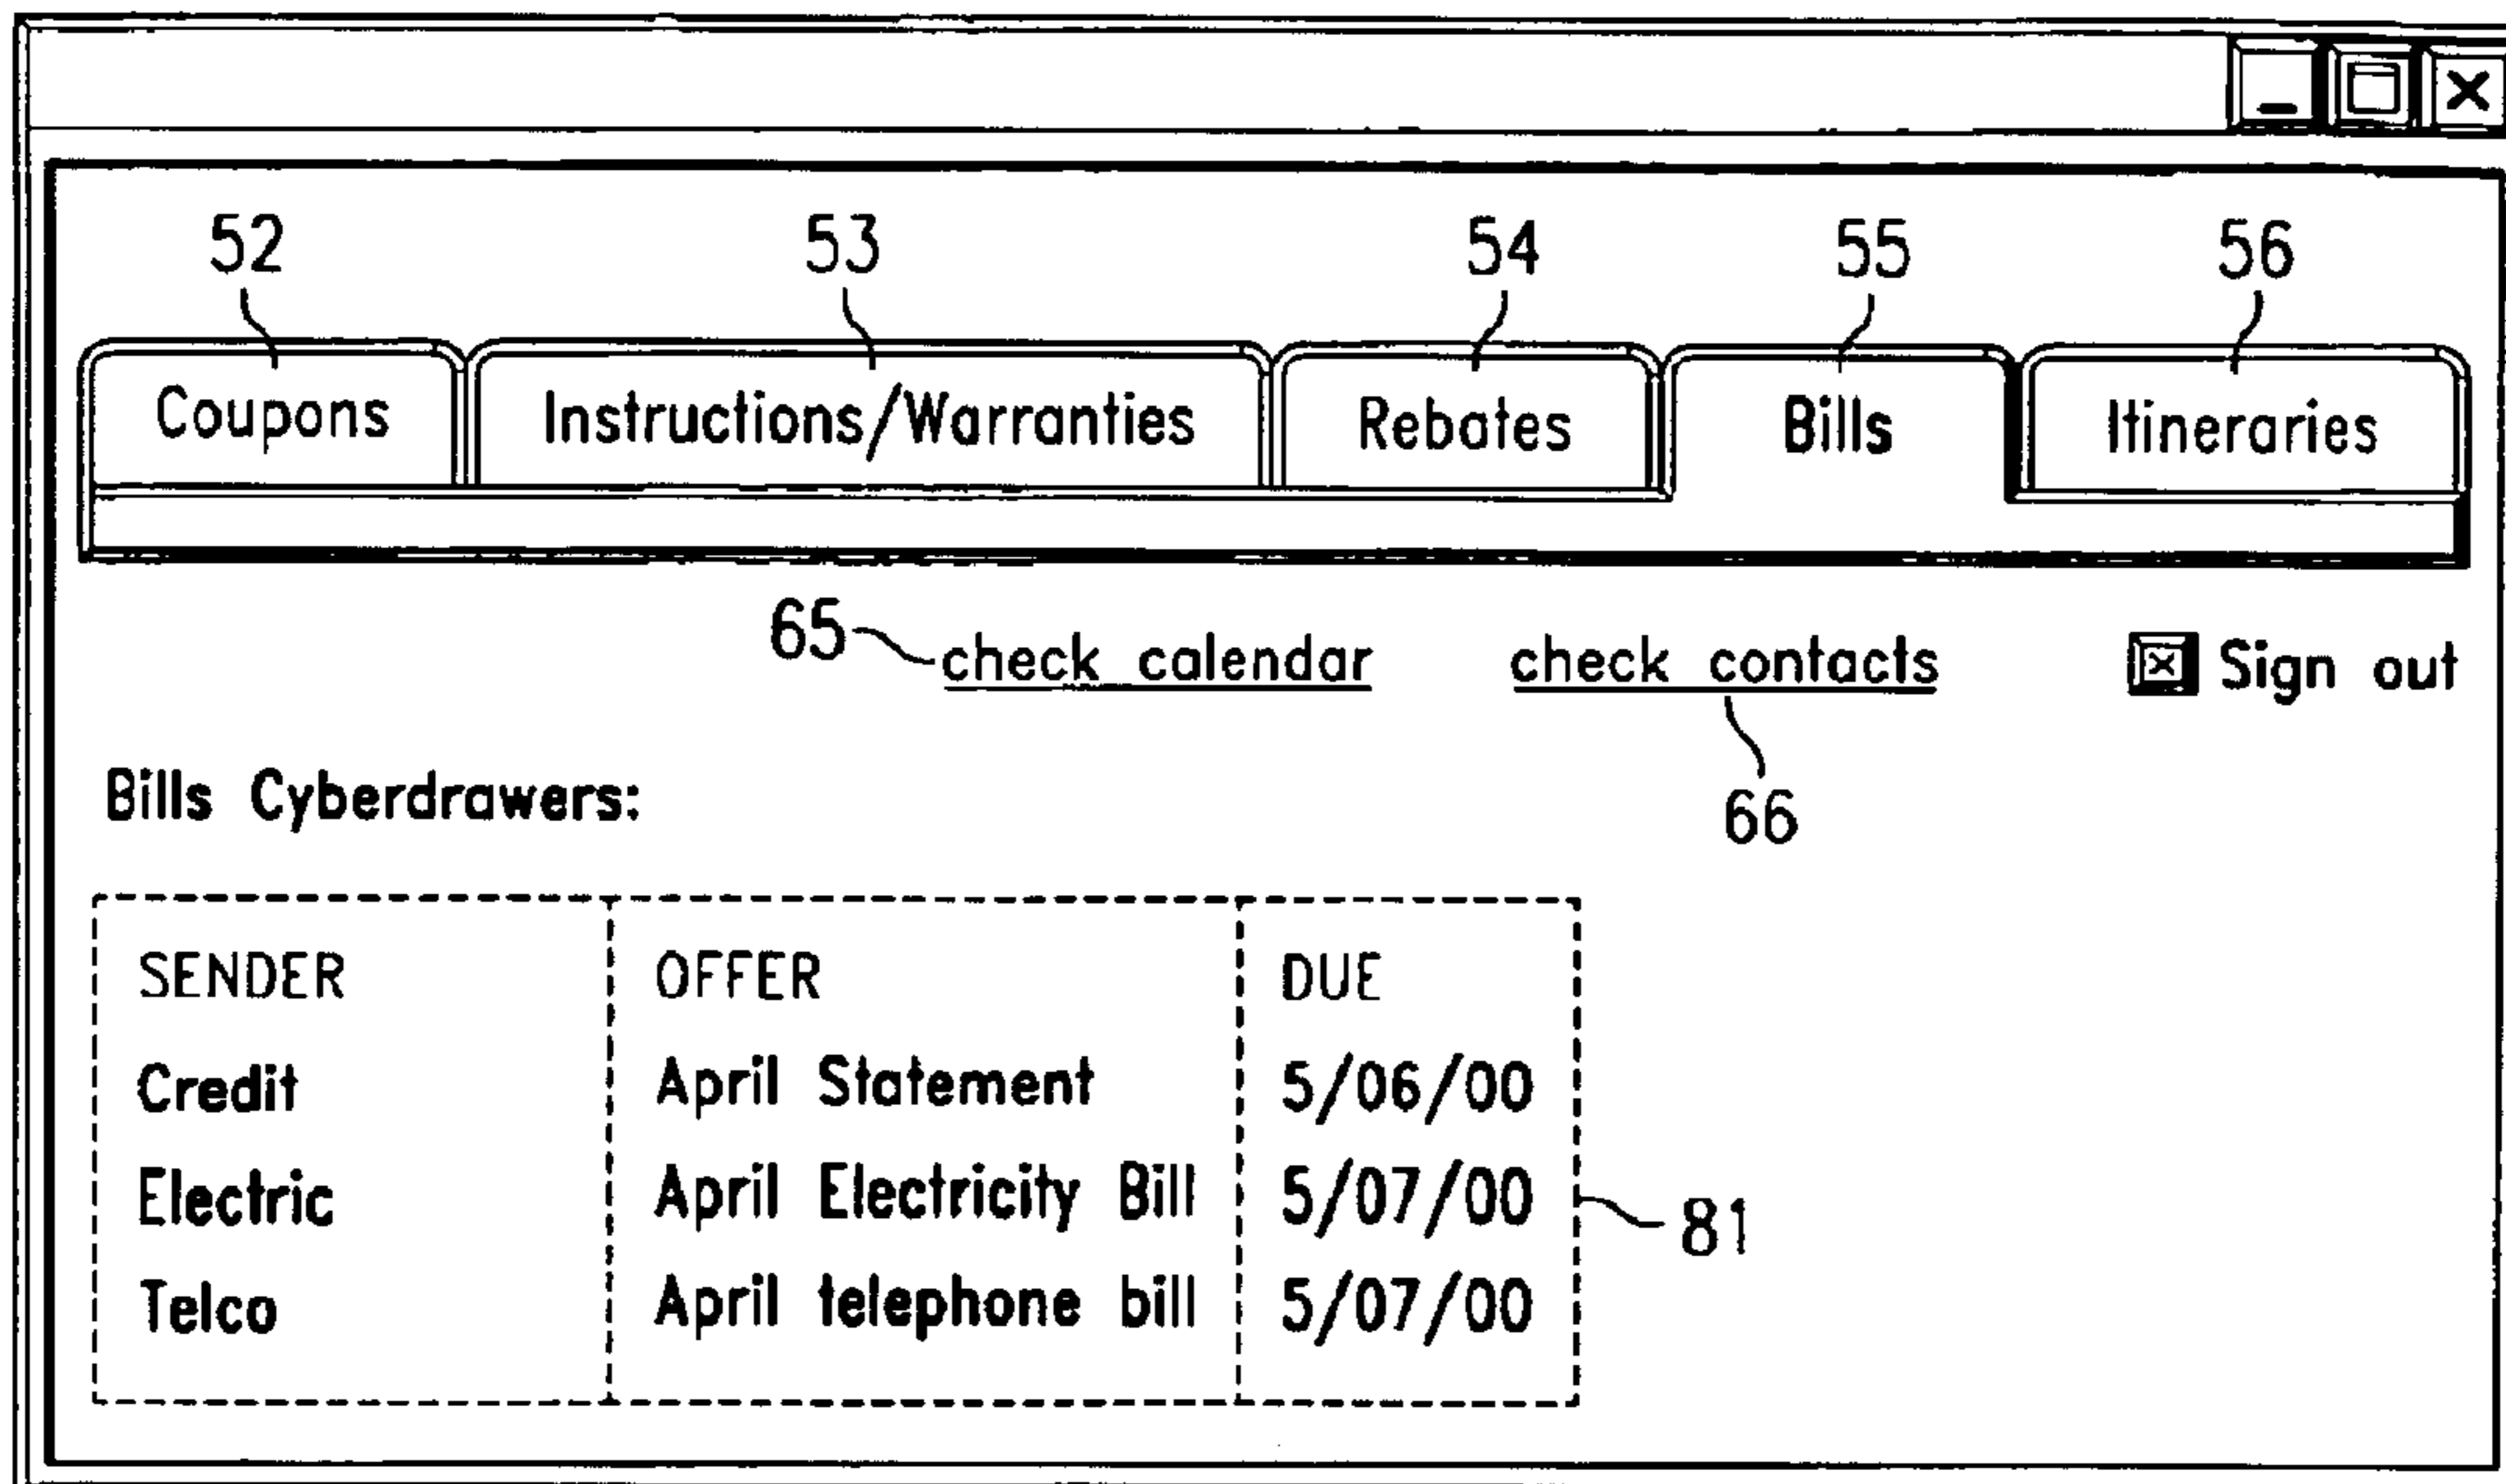 52 53 54 55 56
Coupons Instructions/Warranties Rebates Bills Itineraries
65 check calendar check contacts Sign out
66
Bills Cyberdrawers:
SENDER OFFER DUE
Credit April Statement 5/06/00
Electric April Electricity Bill 5/07/00
81
Telco April telephone bill 5/07/00